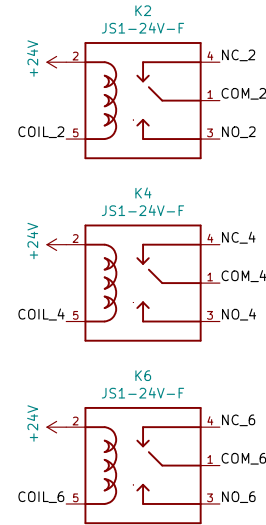 K2
JS1-24V-F
+24V
2
4
NC_2
1
COM_2
COIL_2
5
3
NO_2
K4
JS1-24V-F
+24V
2
4
NC_4
1
COM_4
COIL_4
5
3
NO_4
K6
JS1-24V-F
+24V
2
4
NC_6
1
COM_6
COIL_6
5
3
NO_6